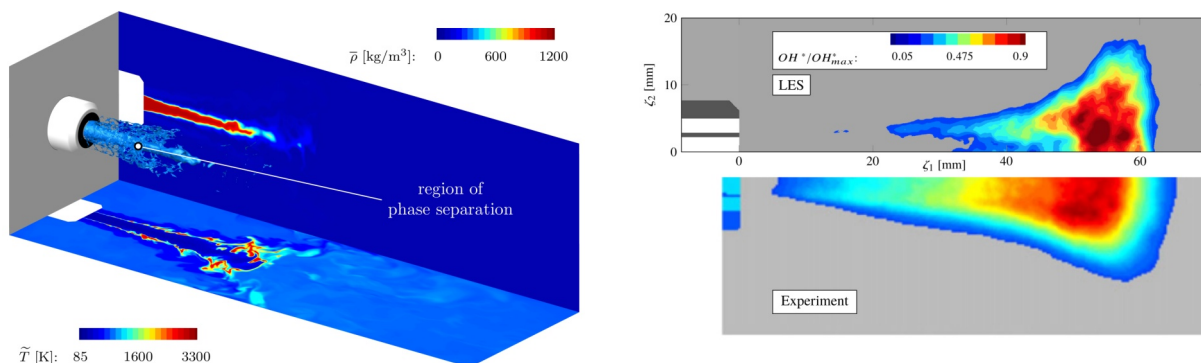 ρ̅ [kg/m³]: 0 600 1200
region of
phase separation
T̃ [K]: 85 1600 3300
20
10
0
ζ₂ [mm]
OH*/OH*max: 0.05 0.475 0.9
LES
0 20 40 60
ζ₁ [mm]
Experiment